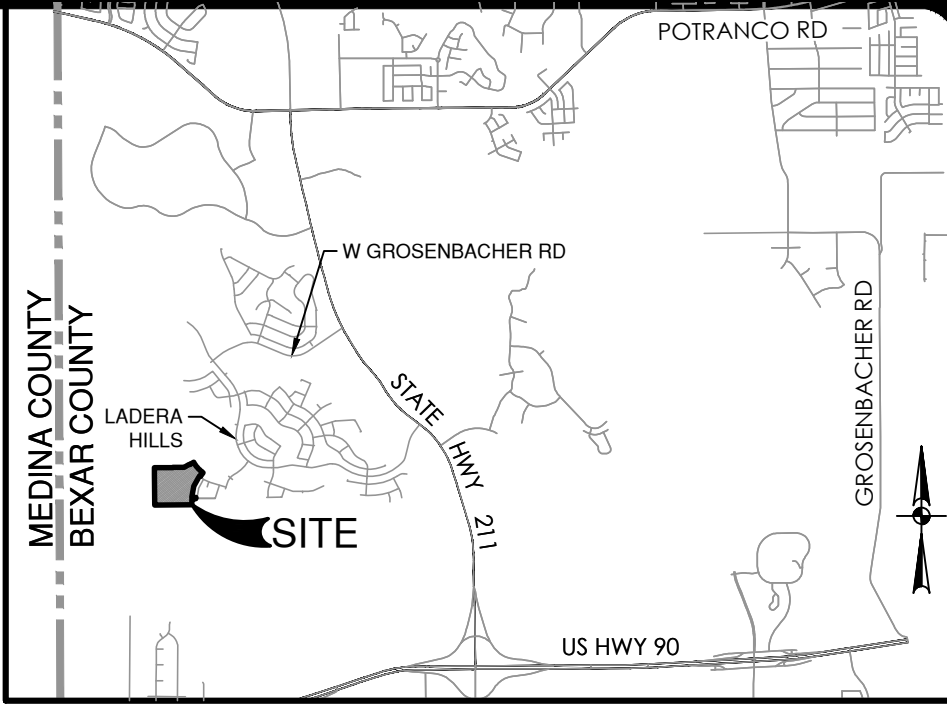 POTRANCO RD
W GROSENBACHER RD
MEDINA COUNTY
BEXAR COUNTY
GROSENBACHER RD
STATE HWY 211
LADERA
HILLS
SITE
US HWY 90